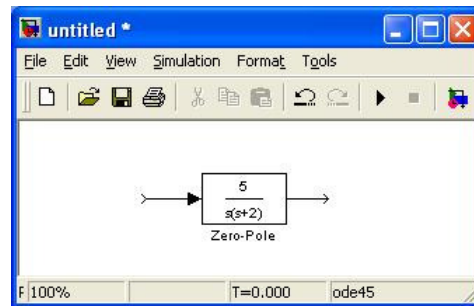 untitled *
File Edit View Simulation Format Tools
5
s(s+2)
Zero-Pole
F 100% T=0.000 ode45